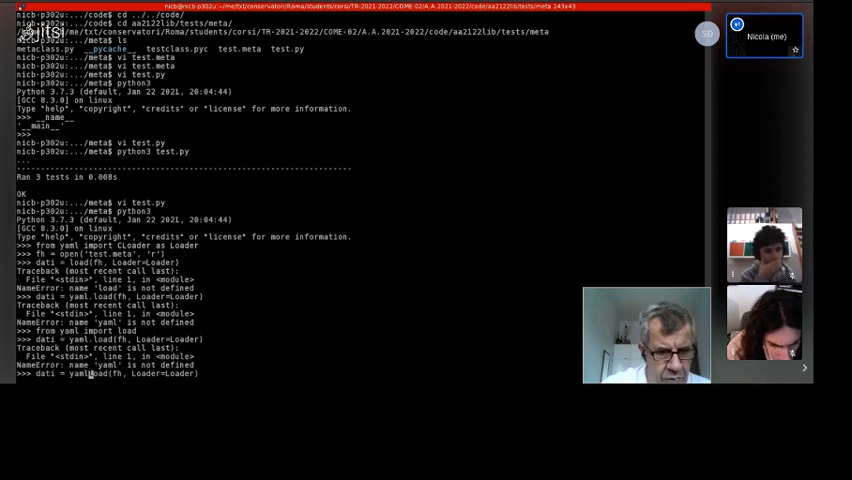 nicb@nicb-p302u: ~/me/txt/conservatori/Roma/students/corsi/TR-2021-2022/COME-02/A.A.2021-2022/code/aa2122lib/tests/meta 143x43
nicb-p302u:.../code$ cd ../../code/
nicb-p302u:.../code$ cd aa2122lib/tests/meta/
me/txt/conservatori/Roma/students/corsi/TR-2021-2022/COME-02/A.A.2021-2022/code/aa2122lib/tests/meta
jitsi
nicb-p302u:.../meta$ ls
metaclass.py __pycache__ testclass.pyc test.meta test.py
nicb-p302u:.../meta$ vi test.meta
nicb-p302u:.../meta$ vi test.meta
nicb-p302u:.../meta$ vi test.py
nicb-p302u:.../meta$ python3
Python 3.7.3 (default, Jan 22 2021, 20:04:44)
[GCC 8.3.0] on linux
Type "help", "copyright", "credits" or "license" for more information.
>>> __name__
'__main__'
>>>
nicb-p302u:.../meta$ vi test.py
nicb-p302u:.../meta$ python3 test.py
...
----------------------------------------------------------------------
Ran 3 tests in 0.008s
OK
nicb-p302u:.../meta$ vi test.py
nicb-p302u:.../meta$ python3
Python 3.7.3 (default, Jan 22 2021, 20:04:44)
[GCC 8.3.0] on linux
Type "help", "copyright", "credits" or "license" for more information.
>>> from yaml import CLoader as Loader
>>> fh = open('test.meta', 'r')
>>> dati = load(fh, Loader=Loader)
Traceback (most recent call last):
File "<stdin>", line 1, in <module>
NameError: name 'load' is not defined
>>> dati = yaml.load(fh, Loader=Loader)
Traceback (most recent call last):
File "<stdin>", line 1, in <module>
NameError: name 'yaml' is not defined
>>> from yaml import load
>>> dati = yaml.load(fh, Loader=Loader)
Traceback (most recent call last):
File "<stdin>", line 1, in <module>
NameError: name 'yaml' is not defined
>>> dati = yaml.load(fh, Loader=Loader)
SD
Nicola (me)